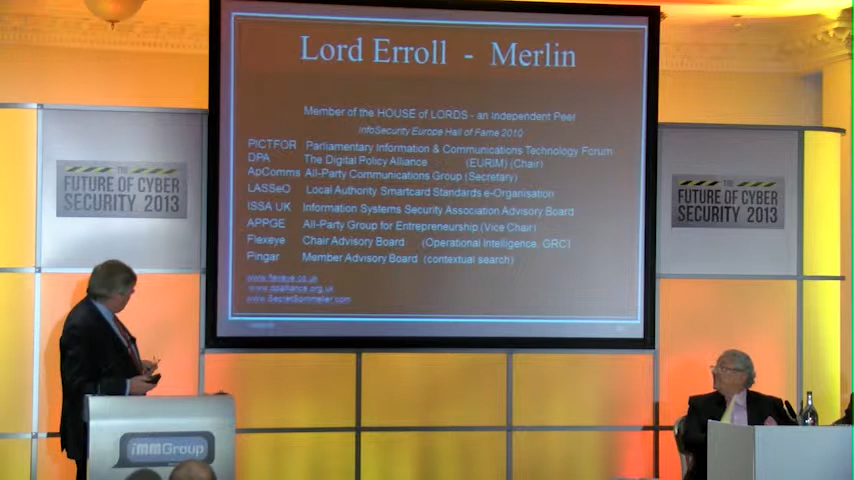 Lord Erroll - Merlin
Member of the HOUSE of LORDS - an Independent Peer
InfoSecurity Europe Hall of Fame 2010
PICTFOR Parliamentary Information & Communications Technology Forum
DPA The Digital Policy Alliance (EURIM) (Chair)
ApComms All-Party Communications Group (Secretary)
LASSeO Local Authority Smartcard Standards e-Organisation
ISSA UK Information Systems Security Association Advisory Board
APPGE All-Party Group for Entrepreneurship (Vice Chair)
Flexeye Chair Advisory Board (Operational Intelligence, GRC)
Pingar Member Advisory Board (contextual search)
www.flexeye.co.uk
www.dpalliance.org.uk
www.SecretSommelier.com
THE
FUTURE OF CYBER
SECURITY 2013
THE
FUTURE OF CYBER
SECURITY 2013
iMMGroup